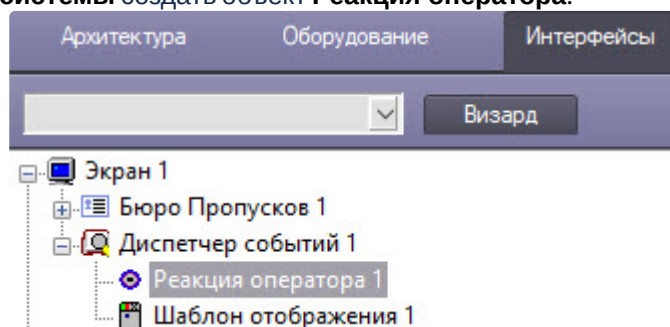 системы создать объект Реакция оператора.
Архитектура Оборудование Интерфейсы
Визард
Экран 1
Бюро Пропусков 1
Диспетчер событий 1
Реакция оператора 1
Шаблон отображения 1